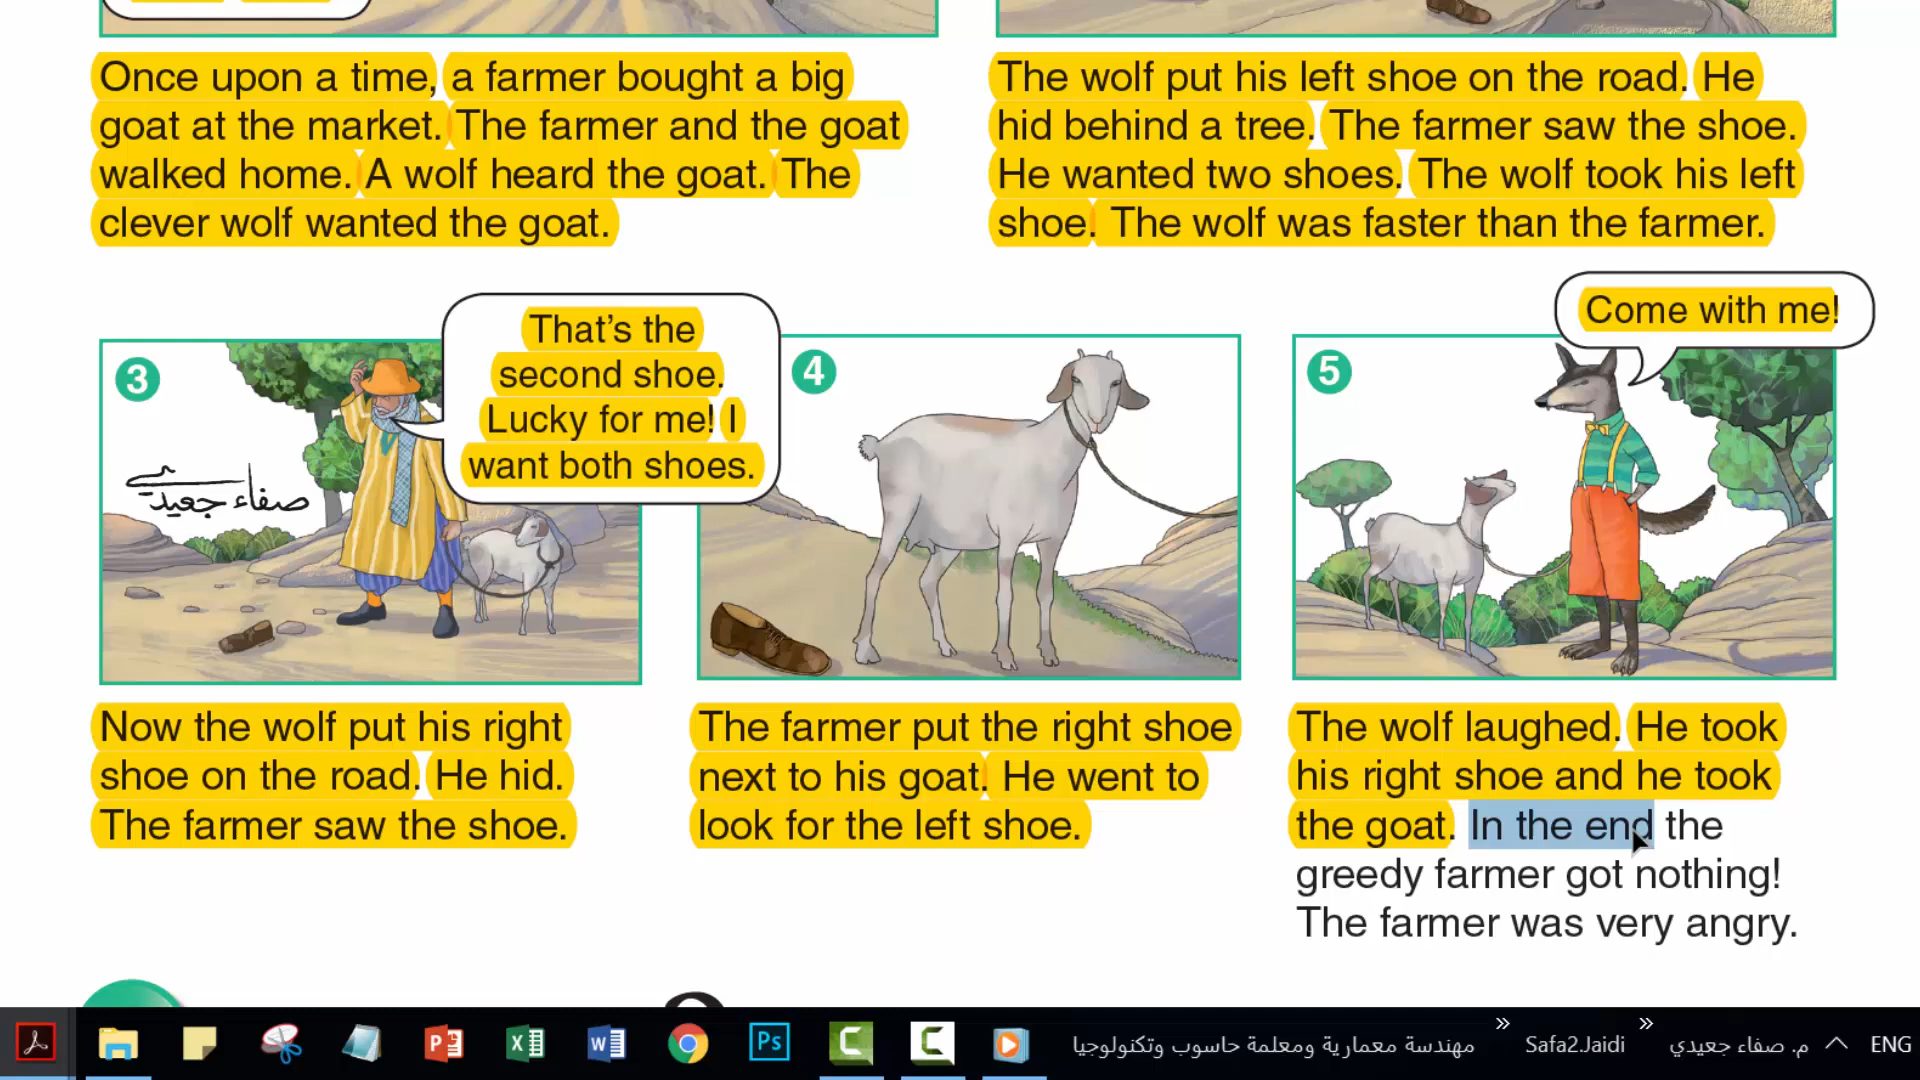 Once upon a time, a farmer bought a big
goat at the market. The farmer and the goat
walked home. A wolf heard the goat. The
clever wolf wanted the goat.
The wolf put his left shoe on the road. He
hid behind a tree. The farmer saw the shoe.
He wanted two shoes. The wolf took his left
shoe. The wolf was faster than the farmer.
3
That's the
second shoe.
Lucky for me! I
want both shoes.
صفاء جعيدي
4
Come with me!
5
Now the wolf put his right
shoe on the road. He hid.
The farmer saw the shoe.
The farmer put the right shoe
next to his goat. He went to
look for the left shoe.
The wolf laughed. He took
his right shoe and he took
the goat. In the end the
greedy farmer got nothing!
The farmer was very angry.
Ps
مهندسة معمارية ومعلمة حاسوب وتكنولوجيا
Safa2.Jaidi
م. صفاء جعيدي
ENG